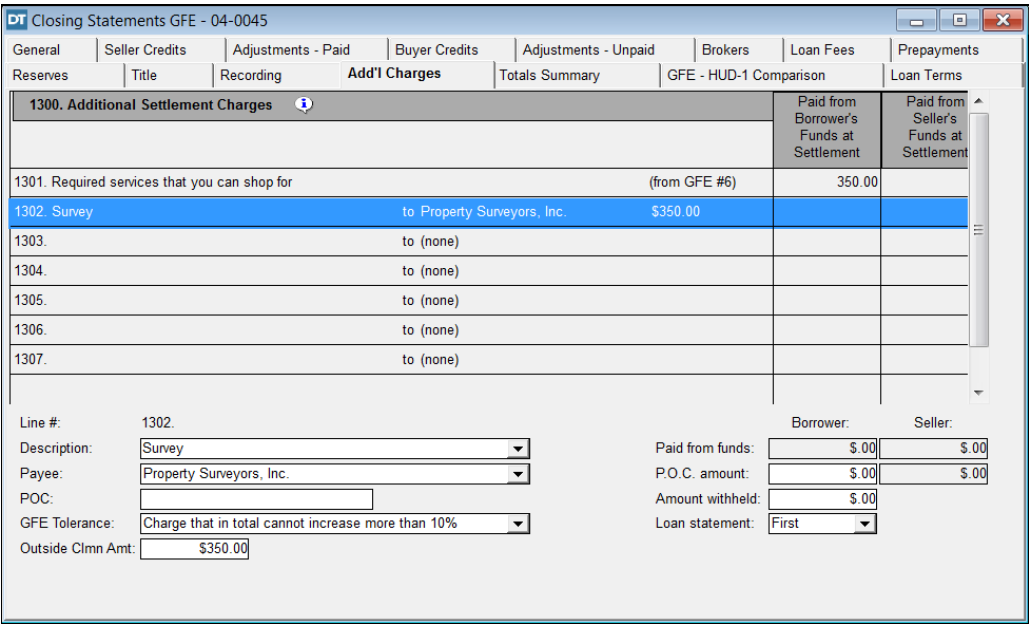 DT Closing Statements GFE - 04-0045
General Seller Credits Adjustments - Paid Buyer Credits Adjustments - Unpaid Brokers Loan Fees Prepayments
Reserves Title Recording Add'l Charges Totals Summary GFE - HUD-1 Comparison Loan Terms
1300. Additional Settlement Charges
Paid from Borrower's Funds at Settlement
Paid from Seller's Funds at Settlement
1301. Required services that you can shop for (from GFE #6) 350.00
1302. Survey to Property Surveyors, Inc. $350.00
1303. to (none)
1304. to (none)
1305. to (none)
1306. to (none)
1307. to (none)
Line #: 1302. Borrower: Seller:
Description: Survey Paid from funds: $.00 $.00
Payee: Property Surveyors, Inc. P.O.C. amount: $.00 $.00
POC: Amount withheld: $.00
GFE Tolerance: Charge that in total cannot increase more than 10% Loan statement: First
Outside Clmn Amt: $350.00